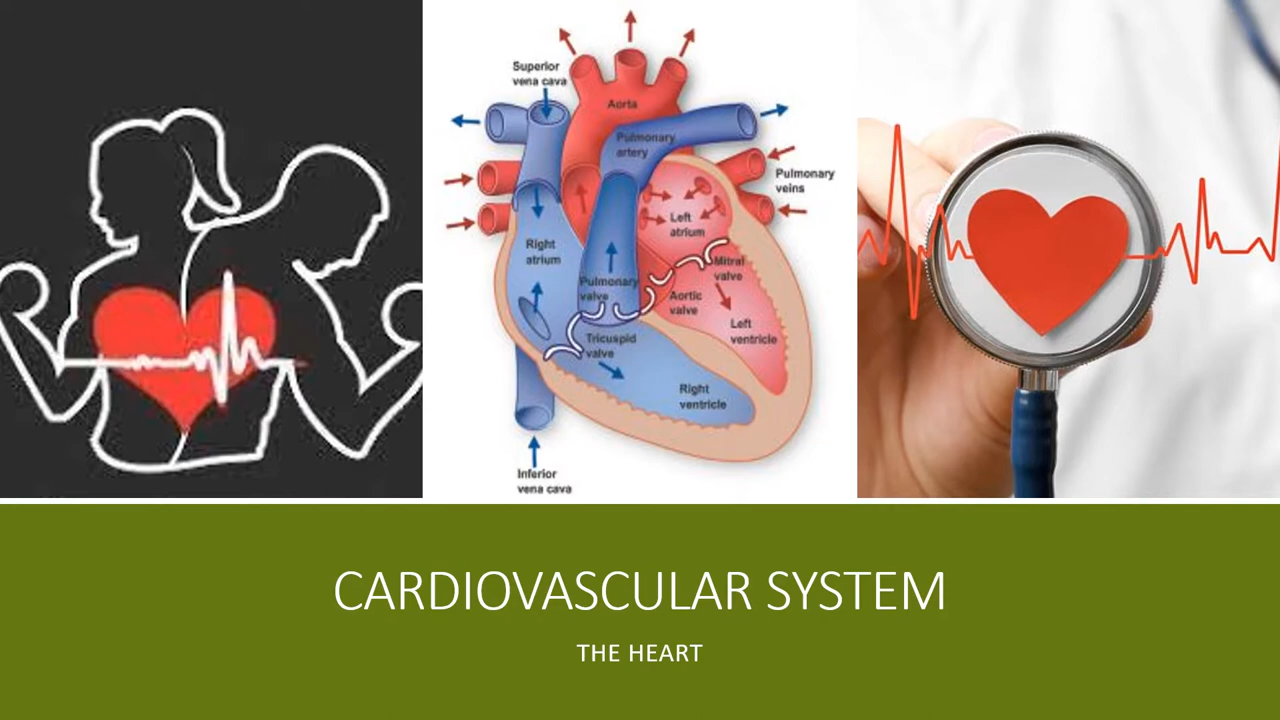 Superior
vena cava
Aorta
Pulmonary
artery
Pulmonary
veins
Left
atrium
Right
atrium
Mitral
valve
Pulmonary
valve
Aortic
valve
Left
ventricle
Tricuspid
valve
Right
ventricle
Inferior
vena cava
CARDIOVASCULAR SYSTEM
THE HEART